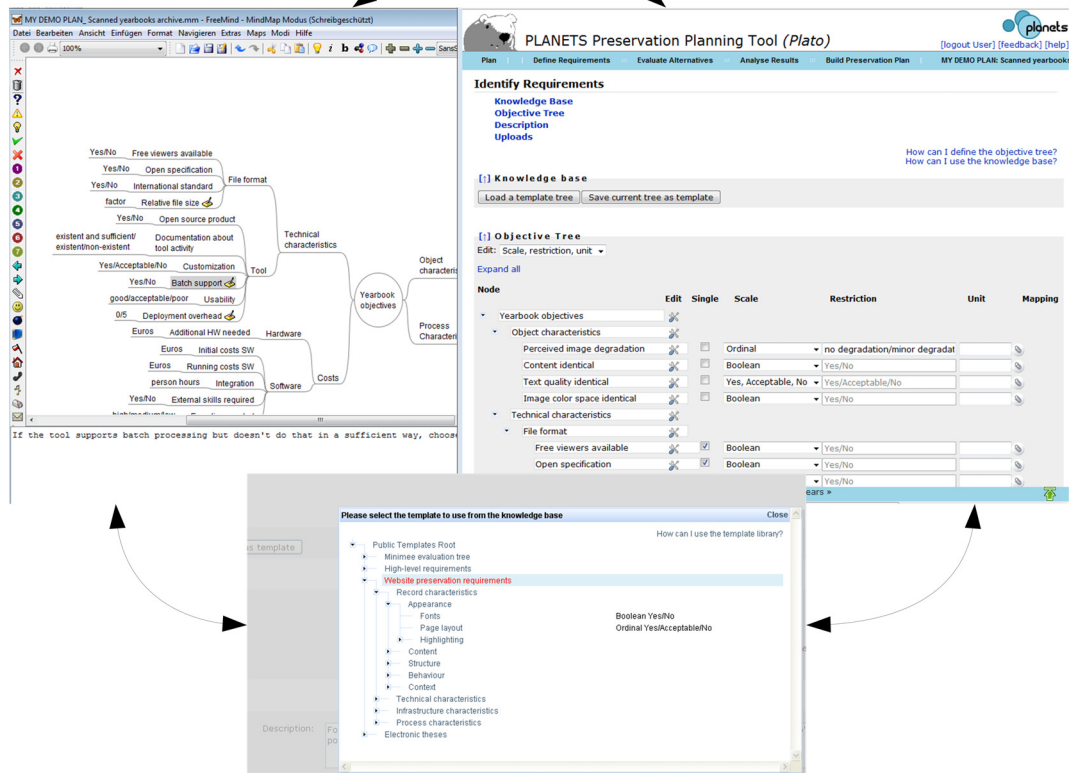 MY DEMO PLAN_ Scanned yearbooks archive.mm - FreeMind - MindMap Modus (Schreibgeschützt)
Datei Bearbeiten Ansicht Einfügen Format Navigieren Extras Maps Modi Hilfe
100%
SansS
Yes/No Free viewers available
Yes/No Open specification
Yes/No International standard
factor Relative file size
File format
Yes/No Open source product
existent and sufficient/
existent/non-existent
Documentation about
tool activity
Yes/Acceptable/No Customization
Yes/No Batch support
good/acceptable/poor Usability
0/5 Deployment overhead
Tool
Technical
characteristics
Euros Additional HW needed Hardware
Euros Initial costs SW
Euros Running costs SW
person hours Integration
Yes/No External skills required
Software
Costs
Yearbook
objectives
Object
characteris
Process
Characteri
If the tool supports batch processing but doesn't do that in a sufficient way, choose
PLANETS Preservation Planning Tool (Plato)
planets
[logout User] [feedback] [help]
Plan Define Requirements Evaluate Alternatives Analyse Results Build Preservation Plan MY DEMO PLAN: Scanned yearbooks
Identify Requirements
Knowledge Base
Objective Tree
Description
Uploads
How can I define the objective tree?
How can I use the knowledge base?
[↑] Knowledge base
Load a template tree Save current tree as template
[↑] Objective Tree
Edit: Scale, restriction, unit
Expand all
Node Edit Single Scale Restriction Unit Mapping
Yearbook objectives
Object characteristics
Perceived image degradation Ordinal no degradation/minor degradat
Content identical Boolean Yes/No
Text quality identical Yes, Acceptable, No Yes/Acceptable/No
Image color space identical Boolean Yes/No
Technical characteristics
File format
Free viewers available Boolean Yes/No
Open specification Boolean Yes/No
Yes/No
ears »
as template
Please select the template to use from the knowledge base Close
How can I use the template library?
Public Templates Root
Minimee evaluation tree
High-level requirements
Website preservation requirements
Record characteristics
Appearance
Fonts Boolean Yes/No
Page layout Ordinal Yes/Acceptable/No
Highlighting
Content
Structure
Behaviour
Context
Technical characteristics
Infrastructure characteristics
Process characteristics
Electronic theses
Description: Fo
po